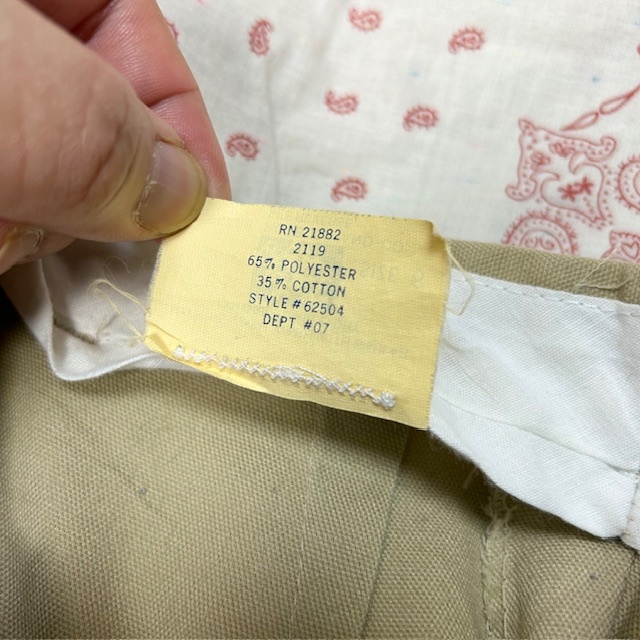 RN 21882
2119
65% POLYESTER
35% COTTON
STYLE #62504
DEPT #07